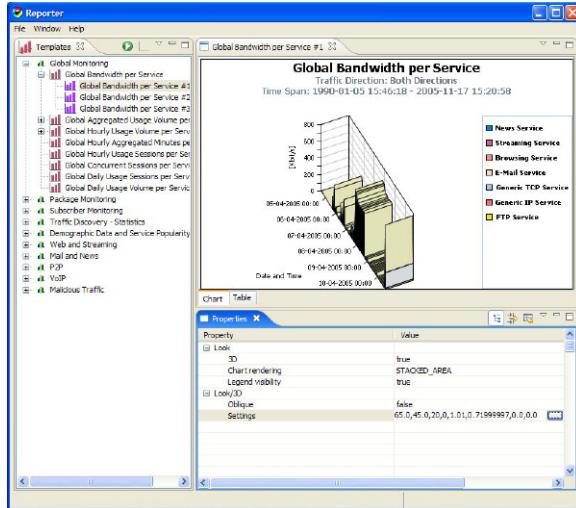 Reporter
File Window Help
Templates
Global Monitoring
Global Bandwidth per Service
Global Bandwidth per Service #1
Global Bandwidth per Service #2
Global Bandwidth per Service #3
Global Aggregated Usage Volume per
Global Hourly Usage Volume per Serv
Global Hourly Aggregated Minutes pe
Global Hourly Usage Sessions per Ser
Global Concurrent Sessions per Servic
Global Daily Usage Sessions per Servi
Global Daily Usage Volume per Servic
Package Monitoring
Subscriber Monitoring
Traffic Discovery - Statistics
Demographic Data and Service Popularity
Web and Streaming
Mail and News
P2P
VoIP
Malicious Traffic
Global Bandwidth per Service #1
Global Bandwidth per Service
Traffic Direction: Both Directions
Time Span: 1990-01-05 15:46:18 - 2005-11-17 15:20:58
800
600
400
200
0
05-04-2005 00:00
06-04-2005 00:00
07-04-2005 00:00
08-04-2005 00:00
09-04-2005 00:00
10-04-2005 00:00
Date and Time
News Service
Streaming Service
Browsing Service
E-Mail Service
Generic TCP Service
Generic IP Service
FTP Service
Chart Table
Properties
Property Value
Look
3D true
Chart rendering STACKED_AREA
Legend visibility true
Look/3D
Oblique false
Settings 65.0,45.0,20,0,1.01,0.71999997,0.0,0.0 ...